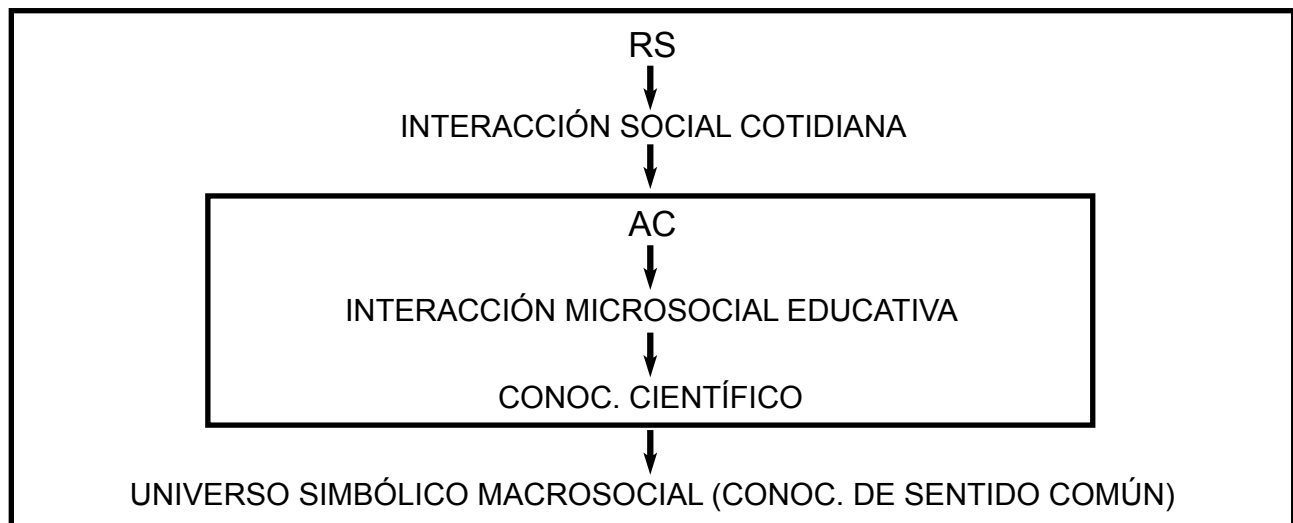 RS
INTERACCIÓN SOCIAL COTIDIANA
AC
INTERACCIÓN MICROSOCIAL EDUCATIVA
CONOC. CIENTÍFICO
UNIVERSO SIMBÓLICO MACROSOCIAL (CONOC. DE SENTIDO COMÚN)